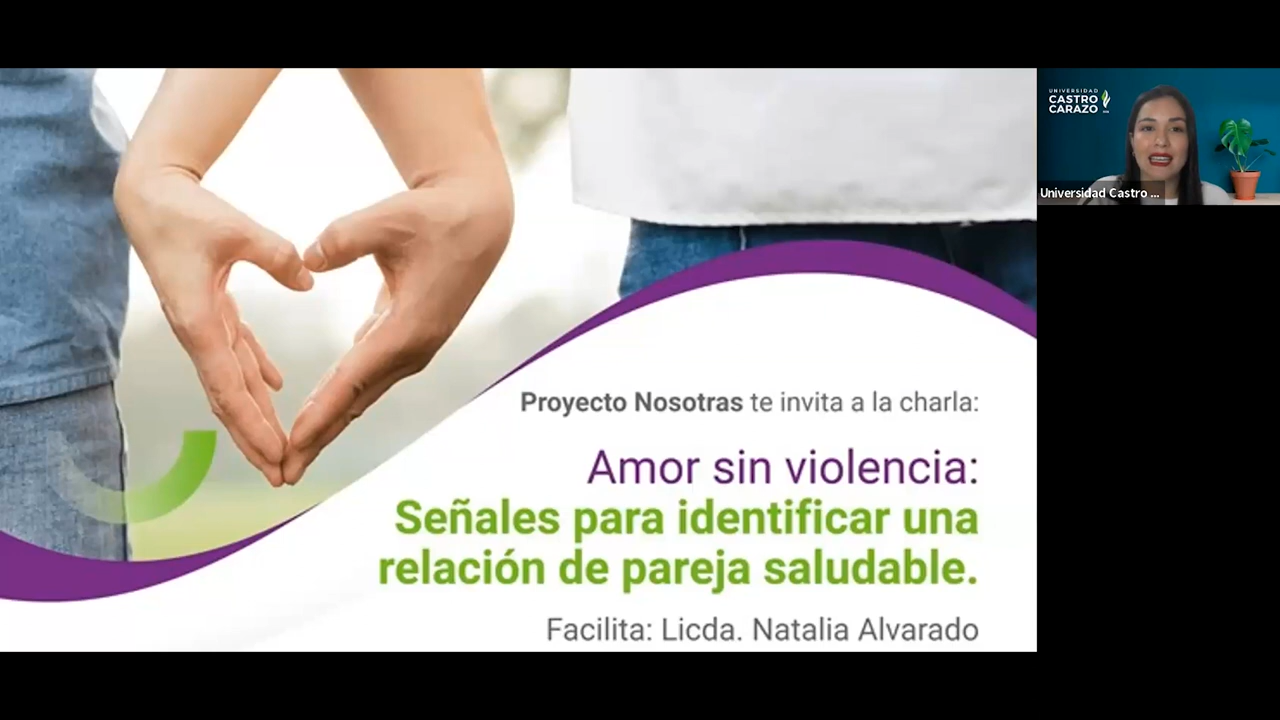 Proyecto Nosotras te invita a la charla:
Amor sin violencia:
Señales para identificar una
relación de pareja saludable.
Facilita: Licda. Natalia Alvarado
UNIVERSIDAD
CASTRO
CARAZO
Universidad Castro ...